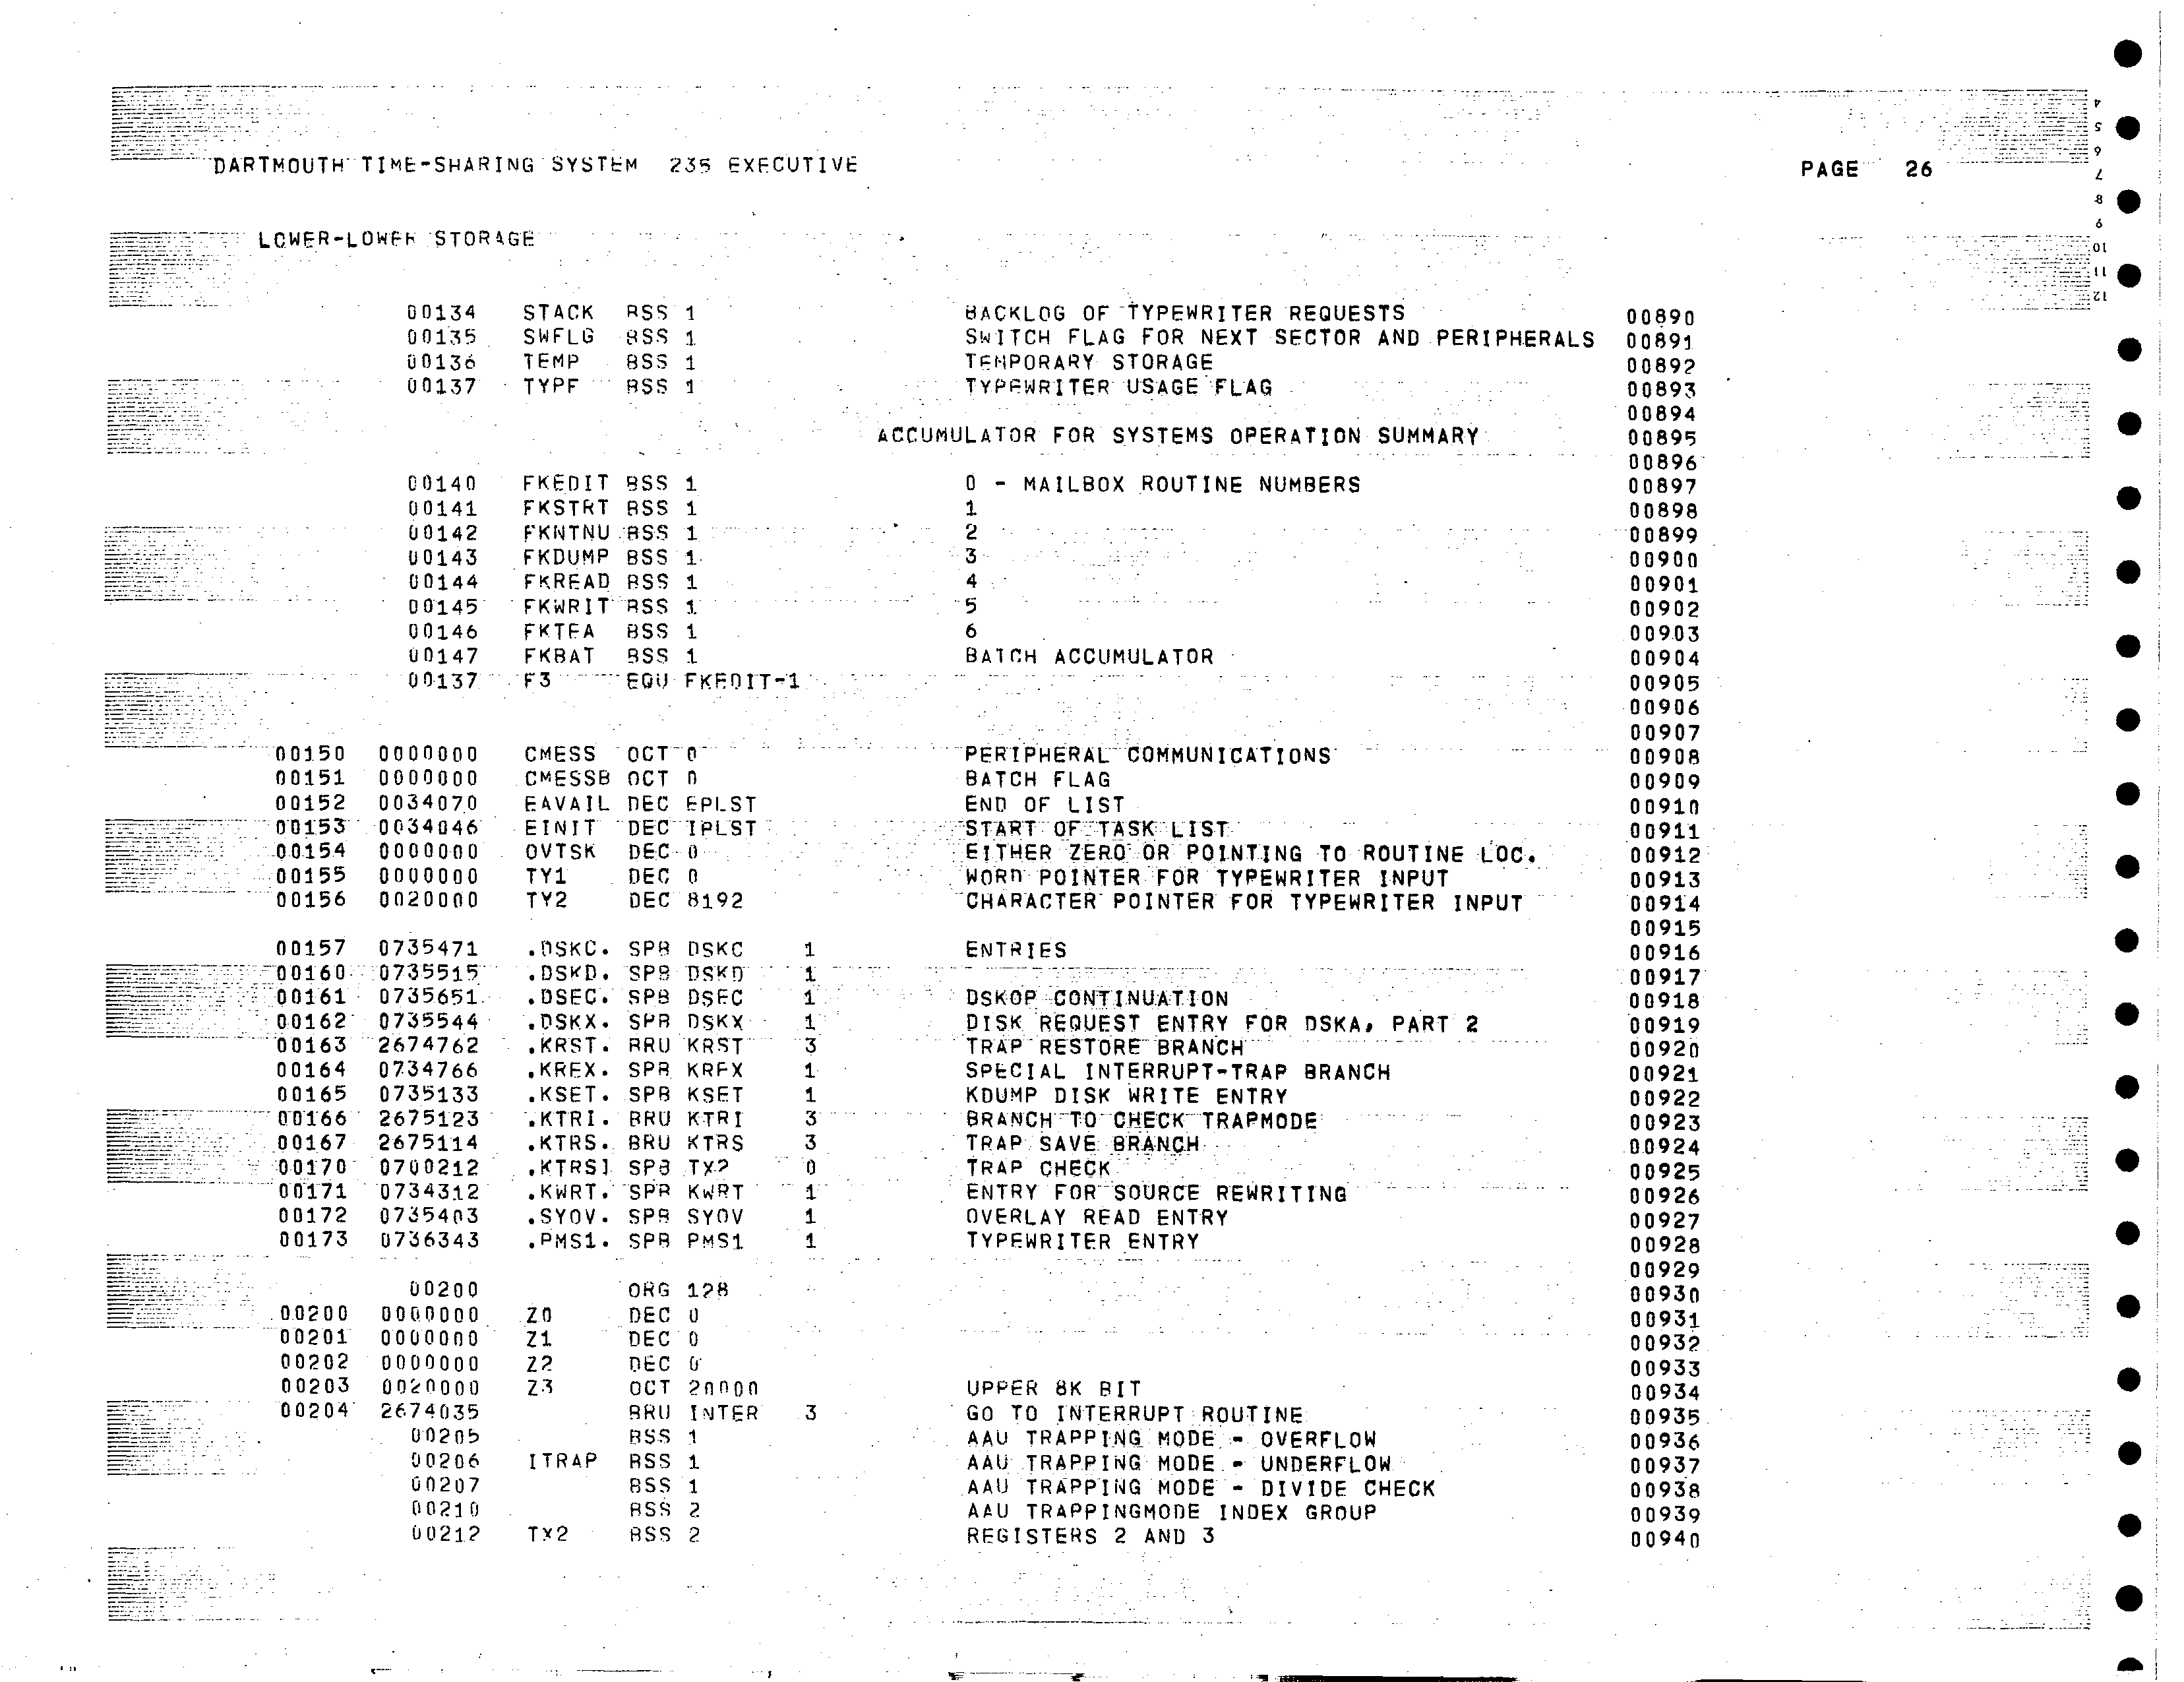 DARTMOUTH TIME-SHARING SYSTEM 235 EXECUTIVE PAGE 26
LOWER-LOWER STORAGE
00134 STACK BSS 1 BACKLOG OF TYPEWRITER REQUESTS 00890
00135 SWFLG BSS 1 SWITCH FLAG FOR NEXT SECTOR AND PERIPHERALS 00891
00136 TEMP BSS 1 TEMPORARY STORAGE 00892
00137 TYPF BSS 1 TYPEWRITER USAGE FLAG 00893
00894
ACCUMULATOR FOR SYSTEMS OPERATION SUMMARY 00895
00896
00140 FKEDIT BSS 1 0 - MAILBOX ROUTINE NUMBERS 00897
00141 FKSTRT BSS 1 1 00898
00142 FKNTNU BSS 1 2 00899
00143 FKDUMP BSS 1 3 00900
00144 FKREAD BSS 1 4 00901
00145 FKWRIT BSS 1 5 00902
00146 FKTEA BSS 1 6 00903
00147 FKBAT BSS 1 BATCH ACCUMULATOR 00904
00137 F3 EQU FKEDIT-1 00905
00906
00907
00150 0000000 CMESS OCT 0 PERIPHERAL COMMUNICATIONS 00908
00151 0000000 CMESSB OCT 0 BATCH FLAG 00909
00152 0034070 EAVAIL DEC EPLST END OF LIST 00910
00153 0034046 EINIT DEC IPLST START OF TASK LIST 00911
00154 0000000 OVTSK DEC 0 EITHER ZERO OR POINTING TO ROUTINE LOC. 00912
00155 0000000 TY1 DEC 0 WORD POINTER FOR TYPEWRITER INPUT 00913
00156 0020000 TY2 DEC 8192 CHARACTER POINTER FOR TYPEWRITER INPUT 00914
00915
00157 0735471 .DSKC. SPB DSKC 1 ENTRIES 00916
00160 0735515 .DSKD. SPB DSKD 1 00917
00161 0735651 .DSEC. SPB DSEC 1 DSKOP CONTINUATION 00918
00162 0735544 .DSKX. SPB DSKX 1 DISK REQUEST ENTRY FOR DSKA, PART 2 00919
00163 2674762 .KRST. BRU KRST 3 TRAP RESTORE BRANCH 00920
00164 0734766 .KREX. SPB KREX 1 SPECIAL INTERRUPT-TRAP BRANCH 00921
00165 0735133 .KSET. SPB KSET 1 KDUMP DISK WRITE ENTRY 00922
00166 2675123 .KTRI. BRU KTRI 3 BRANCH TO CHECK TRAPMODE 00923
00167 2675114 .KTRS. BRU KTRS 3 TRAP SAVE BRANCH 00924
00170 0700212 .KTRSI SPB TX2 0 TRAP CHECK 00925
00171 0734312 .KWRT. SPB KWRT 1 ENTRY FOR SOURCE REWRITING 00926
00172 0735403 .SYOV. SPB SYOV 1 OVERLAY READ ENTRY 00927
00173 0736343 .PMS1. SPB PMS1 1 TYPEWRITER ENTRY 00928
00929
00200 ORG 128 00930
00200 0000000 Z0 DEC 0 00931
00201 0000000 Z1 DEC 0 00932
00202 0000000 Z2 DEC 0 00933
00203 0020000 Z3 OCT 20000 UPPER 8K BIT 00934
00204 2674035 BRU INTER 3 GO TO INTERRUPT ROUTINE 00935
00205 BSS 1 AAU TRAPPING MODE - OVERFLOW 00936
00206 ITRAP BSS 1 AAU TRAPPING MODE - UNDERFLOW 00937
00207 BSS 1 AAU TRAPPING MODE - DIVIDE CHECK 00938
00210 BSS 2 AAU TRAPPINGMODE INDEX GROUP 00939
00212 TX2 BSS 2 REGISTERS 2 AND 3 00940
4
5
6
7
8
9
10
11
12